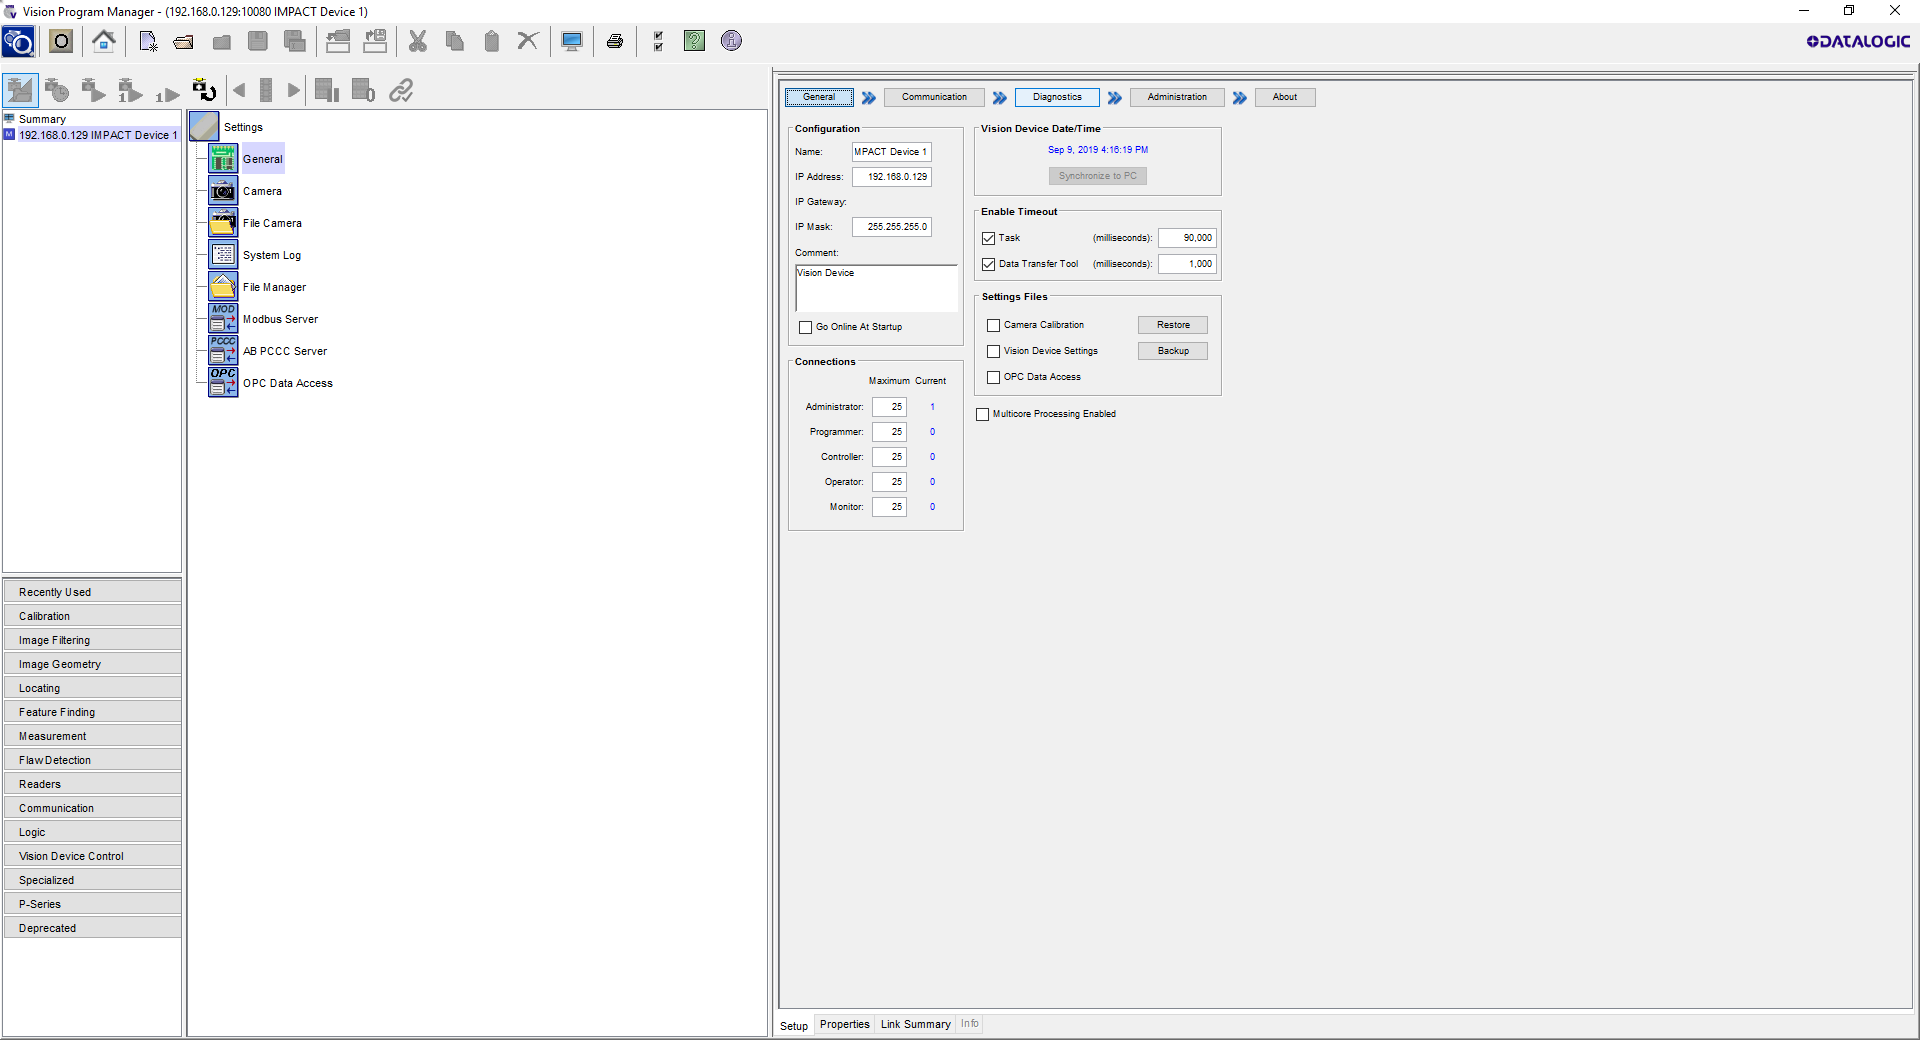 Vision Program Manager - (192.168.0.129:10080 IMPACT Device 1)
DATALOGIC
Summary
192.168.0.129 IMPACT Device 1
Recently Used
Calibration
Image Filtering
Image Geometry
Locating
Feature Finding
Measurement
Flaw Detection
Readers
Communication
Logic
Vision Device Control
Specialized
P-Series
Deprecated
Settings
General
Camera
File Camera
System Log
File Manager
MOD
Modbus Server
PCCC
AB PCCC Server
OPC
OPC Data Access
General
Communication
Diagnostics
Administration
About
Configuration
Name: MPACT Device 1
IP Address: 192.168.0.129
IP Gateway:
IP Mask: 255.255.255.0
Comment:
Vision Device
Go Online At Startup
Connections
Maximum Current
Administrator: 25 1
Programmer: 25 0
Controller: 25 0
Operator: 25 0
Monitor: 25 0
Vision Device Date/Time
Sep 9, 2019 4:16:19 PM
Synchronize to PC
Enable Timeout
Task (milliseconds): 90,000
Data Transfer Tool (milliseconds): 1,000
Settings Files
Camera Calibration Restore
Vision Device Settings Backup
OPC Data Access
Multicore Processing Enabled
Setup Properties Link Summary Info